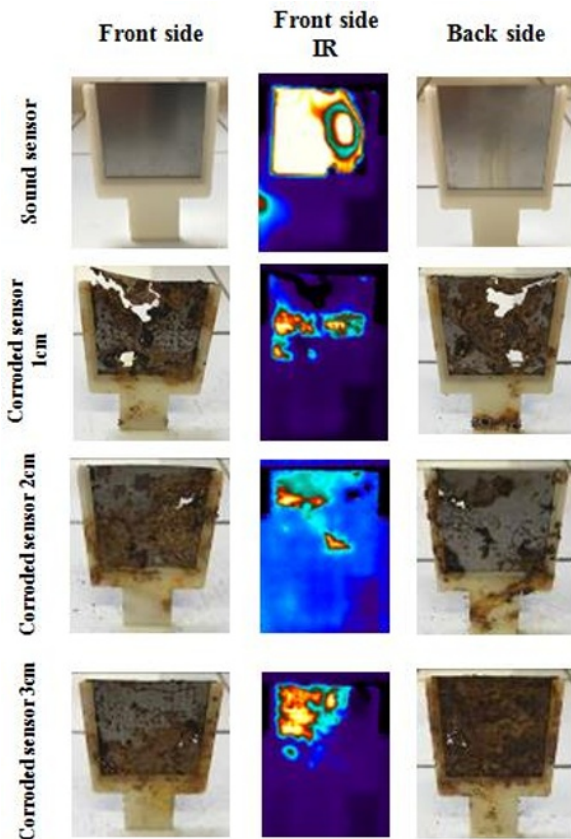 Front side
Front side
IR
Back side
Sound sensor
Corroded sensor
1cm
Corroded sensor 2cm
Corroded sensor 3cm